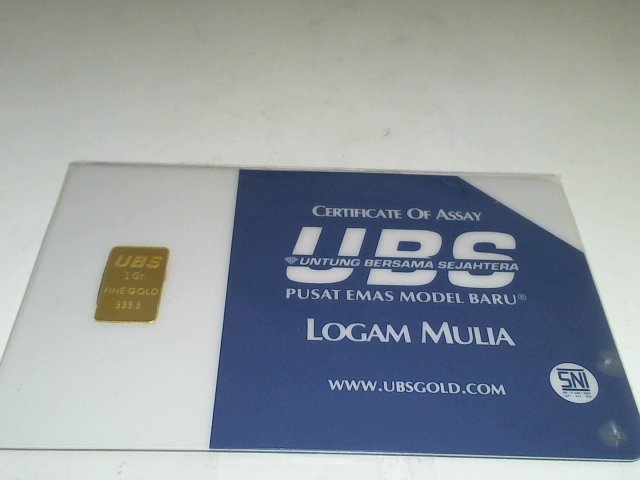 UBS
1 Gr.
FINE GOLD
999.9
CERTIFICATE OF ASSAY
UBS
UNTUNG BERSAMA SEJAHTERA
PUSAT EMAS MODEL BARU®
LOGAM MULIA
WWW.UBSGOLD.COM
SNI